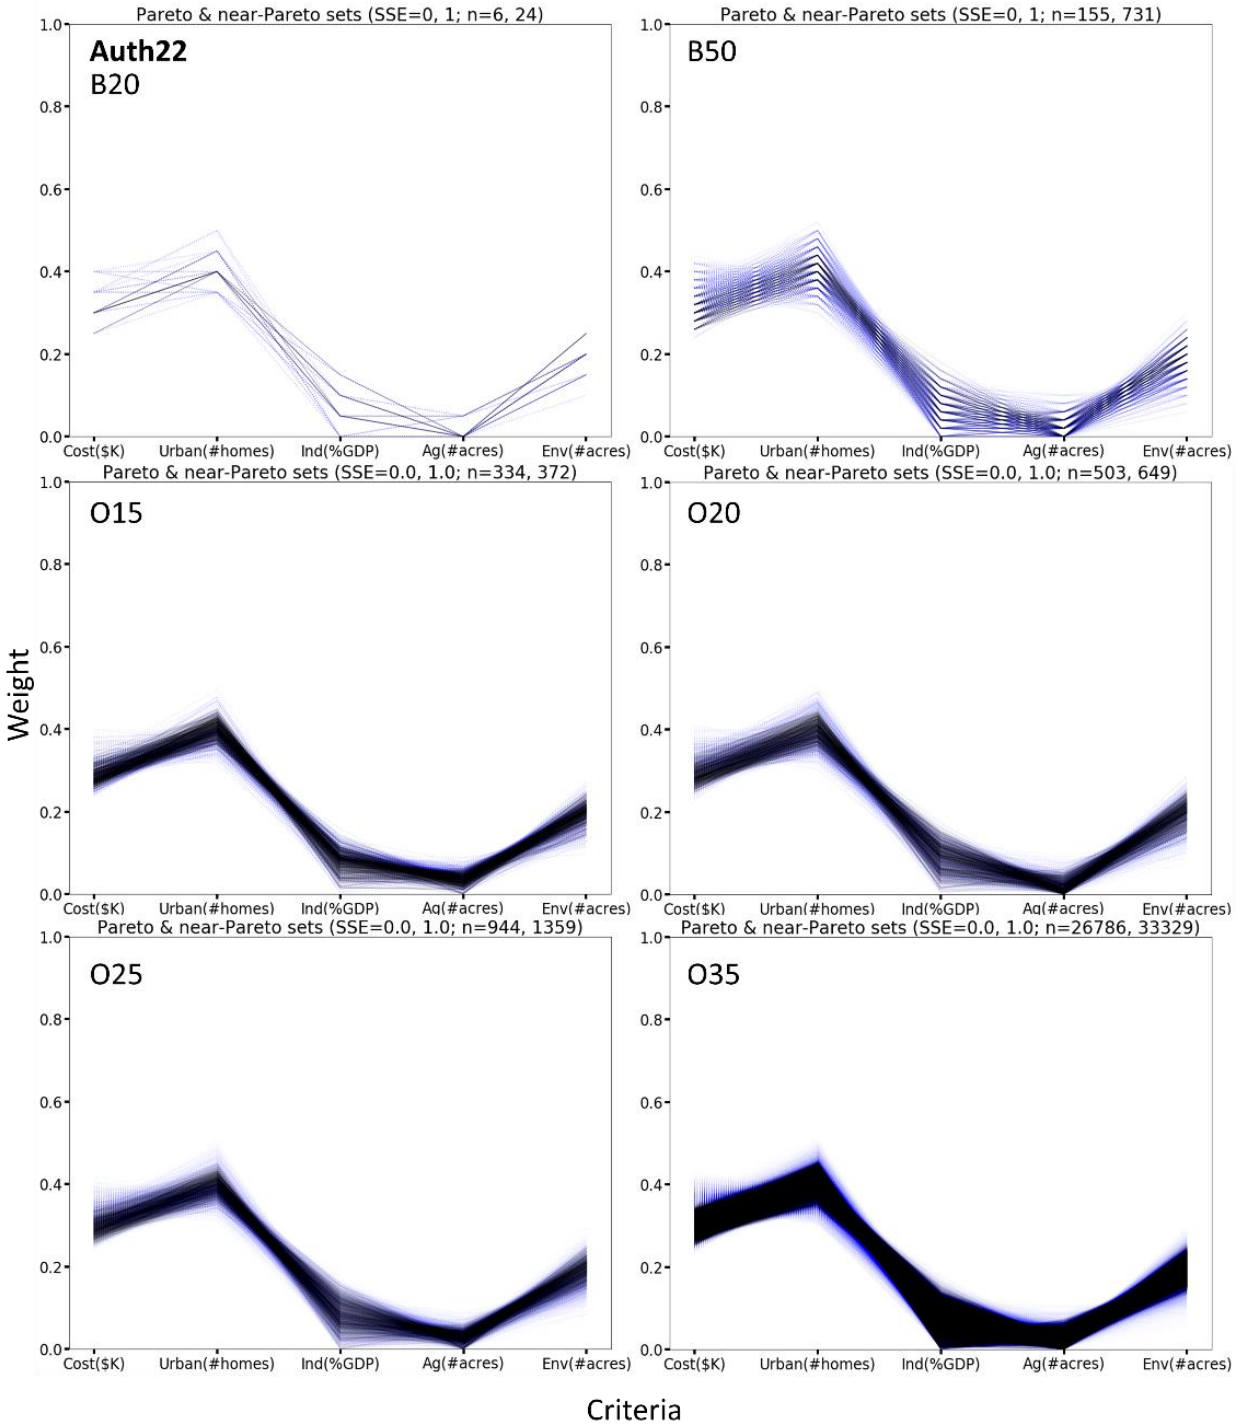 Pareto & near-Pareto sets (SSE=0, 1; n=6, 24)
1.0
0.8
0.6
0.4
0.2
0.0
Auth22
B20
Cost($K) Urban(#homes) Ind(%GDP) Ag(#acres) Env(#acres)
Pareto & near-Pareto sets (SSE=0, 1; n=155, 731)
1.0
0.8
0.6
0.4
0.2
0.0
B50
Cost($K) Urban(#homes) Ind(%GDP) Ag(#acres) Env(#acres)
Weight
Pareto & near-Pareto sets (SSE=0.0, 1.0; n=334, 372)
1.0
0.8
0.6
0.4
0.2
0.0
O15
Cost($K) Urban(#homes) Ind(%GDP) Ag(#acres) Env(#acres)
Pareto & near-Pareto sets (SSE=0.0, 1.0; n=503, 649)
1.0
0.8
0.6
0.4
0.2
0.0
O20
Cost($K) Urban(#homes) Ind(%GDP) Ag(#acres) Env(#acres)
Pareto & near-Pareto sets (SSE=0.0, 1.0; n=944, 1359)
1.0
0.8
0.6
0.4
0.2
0.0
O25
Cost($K) Urban(#homes) Ind(%GDP) Ag(#acres) Env(#acres)
Pareto & near-Pareto sets (SSE=0.0, 1.0; n=26786, 33329)
1.0
0.8
0.6
0.4
0.2
0.0
O35
Cost($K) Urban(#homes) Ind(%GDP) Ag(#acres) Env(#acres)
Criteria